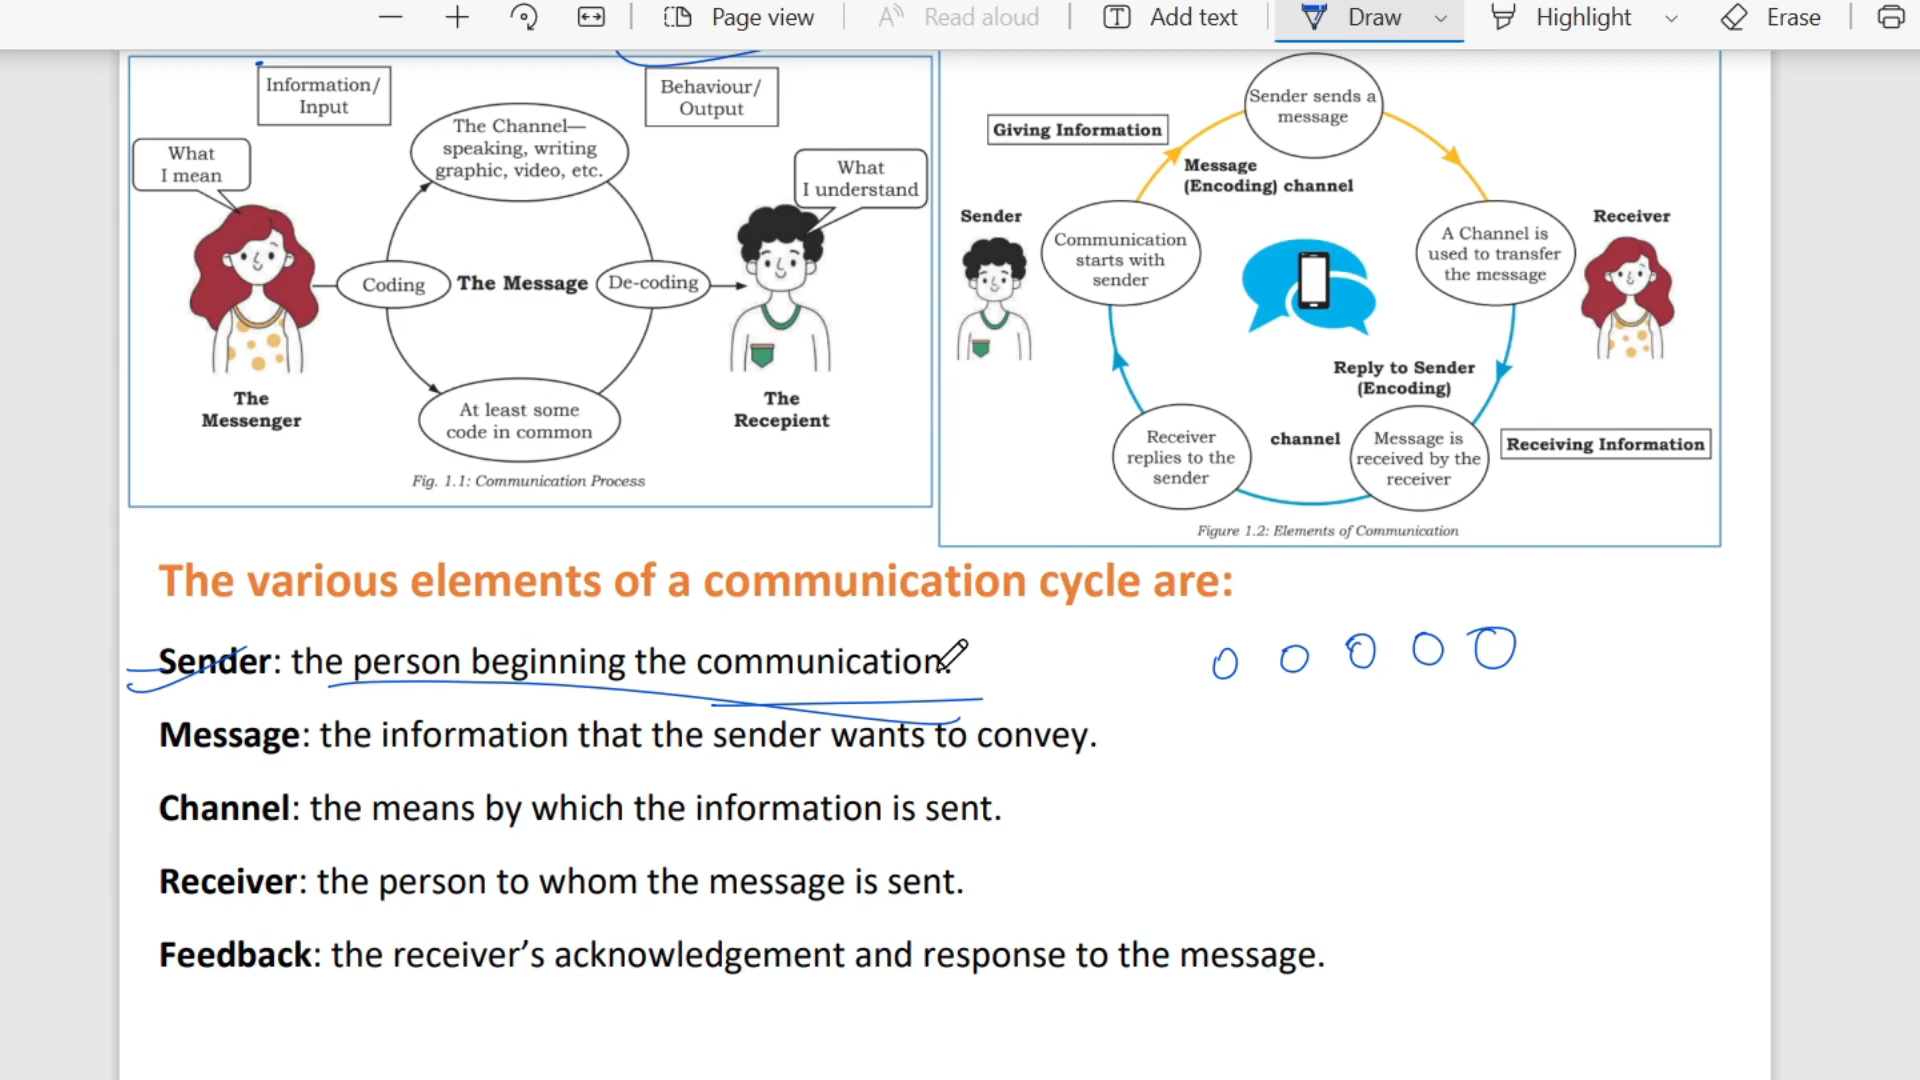 Page view
Read aloud
Add text
Draw
Highlight
Erase
Information/
Input
Behaviour/
Output
The Channel—
speaking, writing
graphic, video, etc.
What
I mean
What
I understand
Coding
The Message
De-coding
The
Messenger
The
Recepient
At least some
code in common
Fig. 1.1: Communication Process
Sender sends a
message
Giving Information
Message
(Encoding) channel
Sender
Receiver
Communication
starts with
sender
A Channel is
used to transfer
the message
Reply to Sender
(Encoding)
Receiver
replies to the
sender
channel
Message is
received by the
receiver
Receiving Information
Figure 1.2: Elements of Communication
The various elements of a communication cycle are:
Sender: the person beginning the communication.
Message: the information that the sender wants to convey.
Channel: the means by which the information is sent.
Receiver: the person to whom the message is sent.
Feedback: the receiver’s acknowledgement and response to the message.